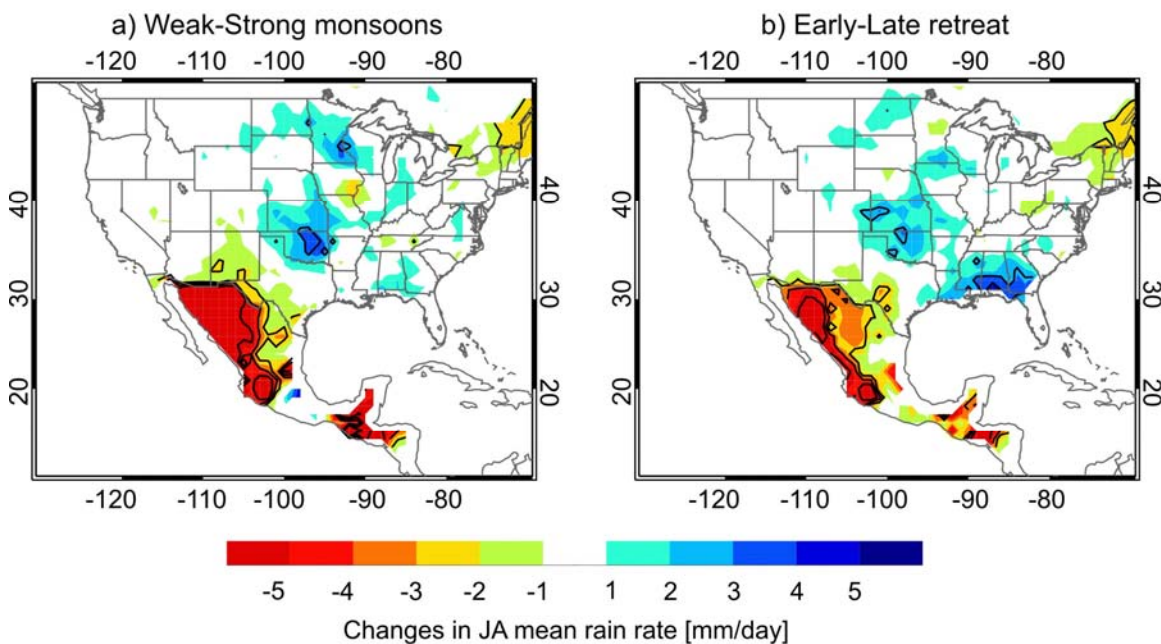 a) Weak-Strong monsoons
b) Early-Late retreat
-120 -110 -100 -90 -80
-120 -110 -100 -90 -80
40 40
40 40
30 30
30 30
20 20
20 20
-120 -110 -100 -90 -80
-120 -110 -100 -90 -80
-5 -4 -3 -2 -1 1 2 3 4 5
Changes in JA mean rain rate [mm/day]